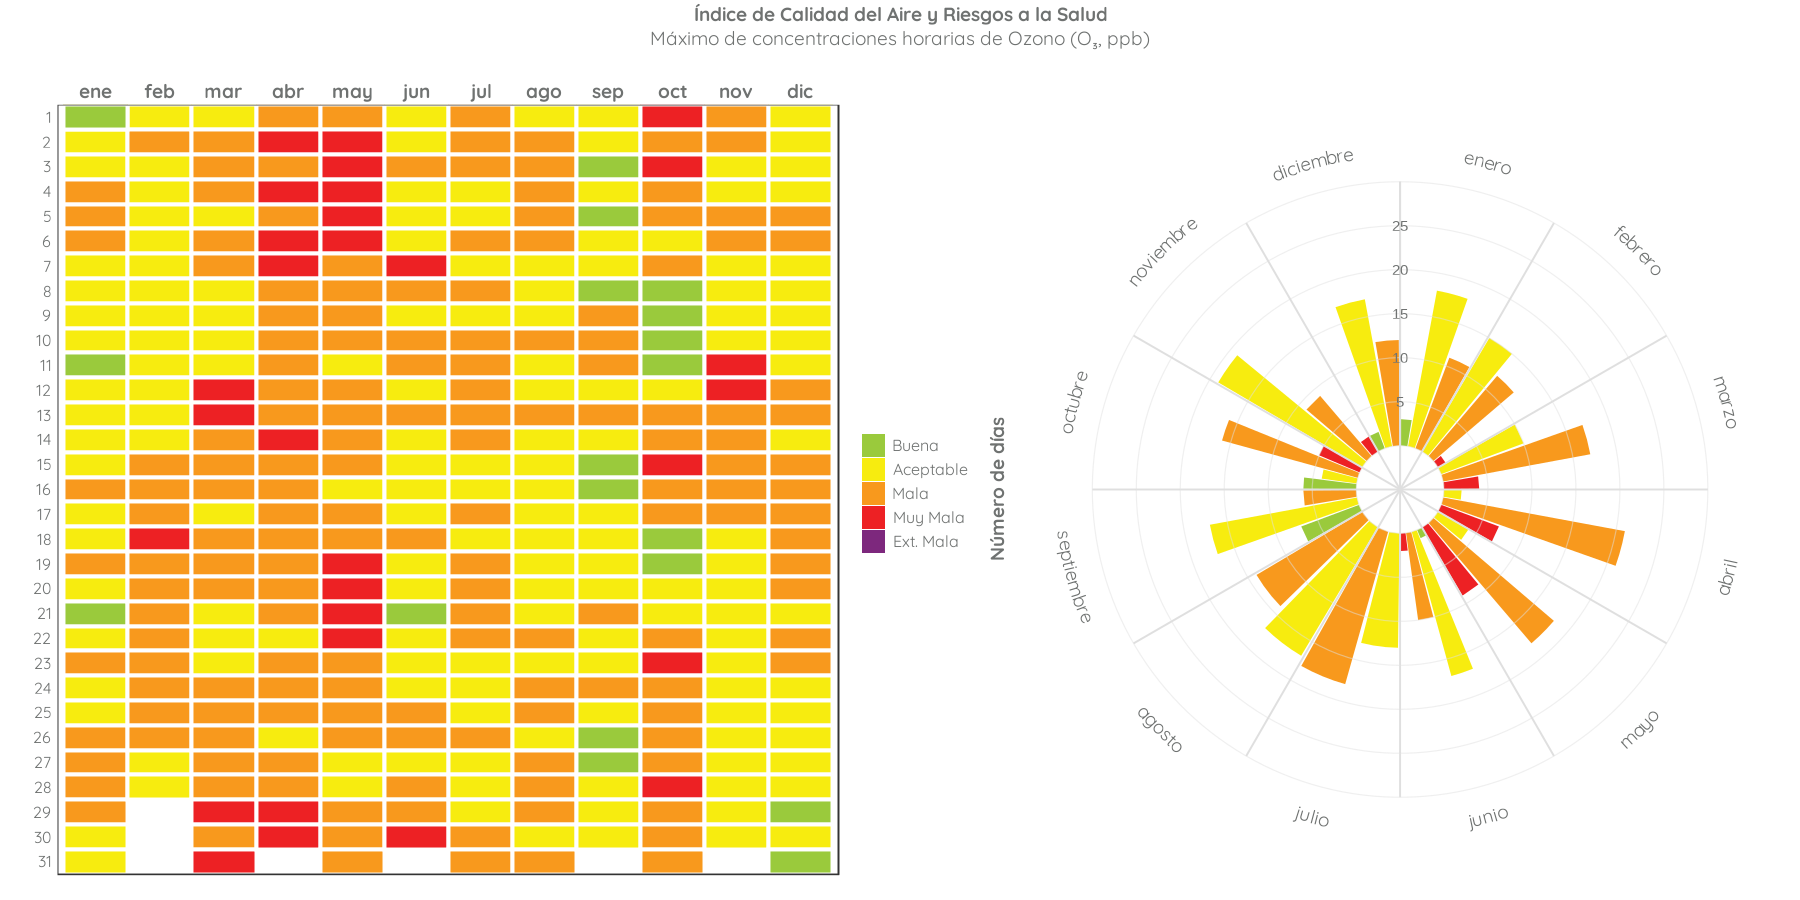 Índice de Calidad del Aire y Riesgos a la Salud
Máximo de concentraciones horarias de Ozono (O₃, ppb)
ene feb mar abr may jun jul ago sep oct nov dic
1
2
3
4
5
6
7
8
9
10
11
12
13
14
15
16
17
18
19
20
21
22
23
24
25
26
27
28
29
30
31
Buena
Aceptable
Mala
Muy Mala
Ext. Mala
Número de días
25
20
15
10
5
enero
febrero
marzo
abril
mayo
junio
julio
agosto
septiembre
octubre
noviembre
diciembre